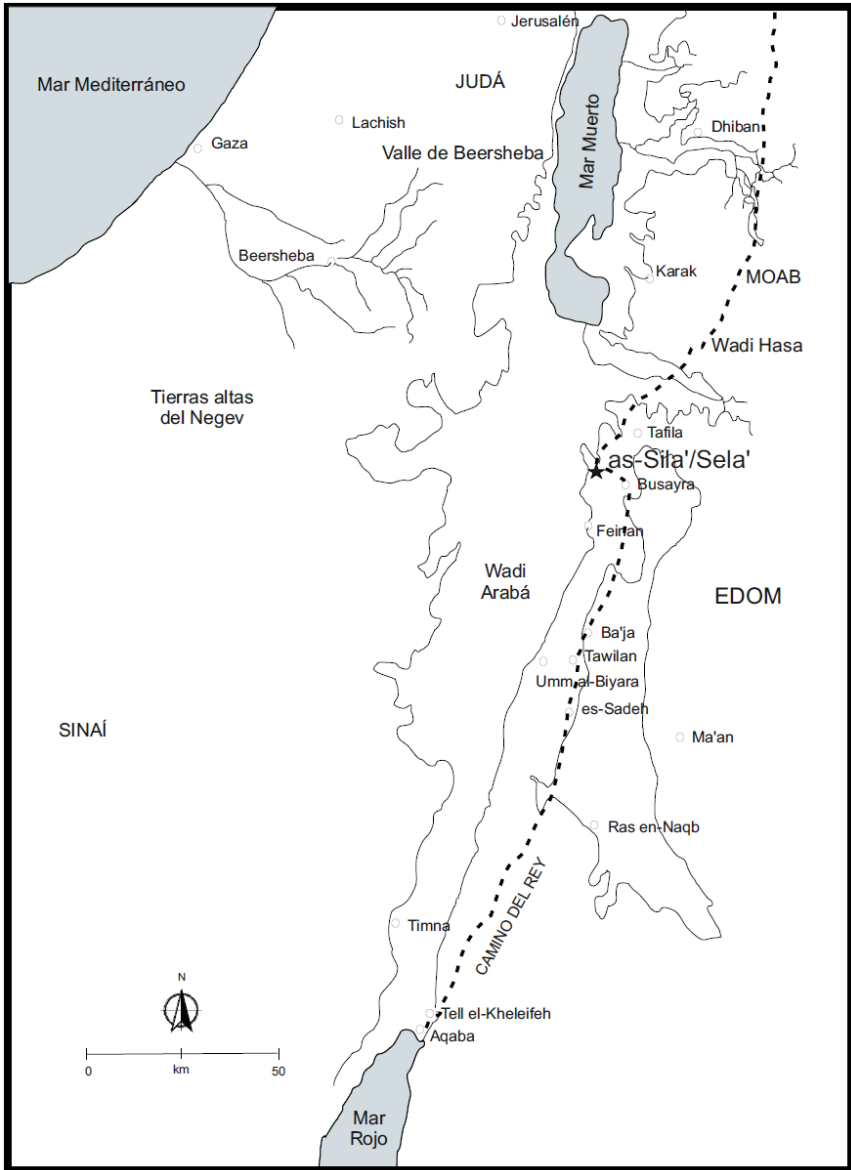 Jerusalén
Mar Mediterráneo
JUDÁ
Lachish
Dhiban
Gaza
Valle de Beersheba
Mar Muerto
Beersheba
Karak
MOAB
Wadi Hasa
Tierras altas
del Negev
Tafila
as-Sila'/Sela'
Busayra
Feinan
Wadi
Arabá
EDOM
Ba'ja
Tawilan
Umm al-Biyara
es-Sadeh
SINAÍ
Ma'an
Ras en-Naqb
CAMINO DEL REY
Timna
N
Tell el-Kheleifeh
Aqaba
0 km 50
Mar
Rojo